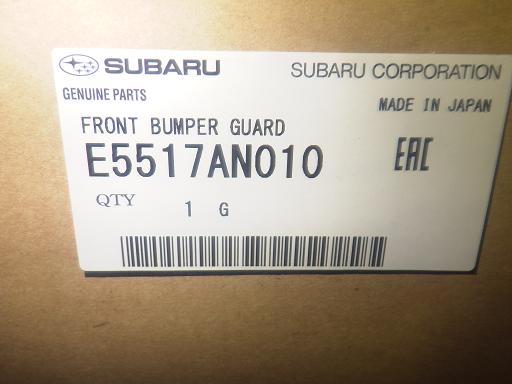 SUBARU SUBARU CORPORATION
GENUINE PARTS
MADE IN JAPAN
FRONT BUMPER GUARD
E5517AN010 EAC
QTY 1 G